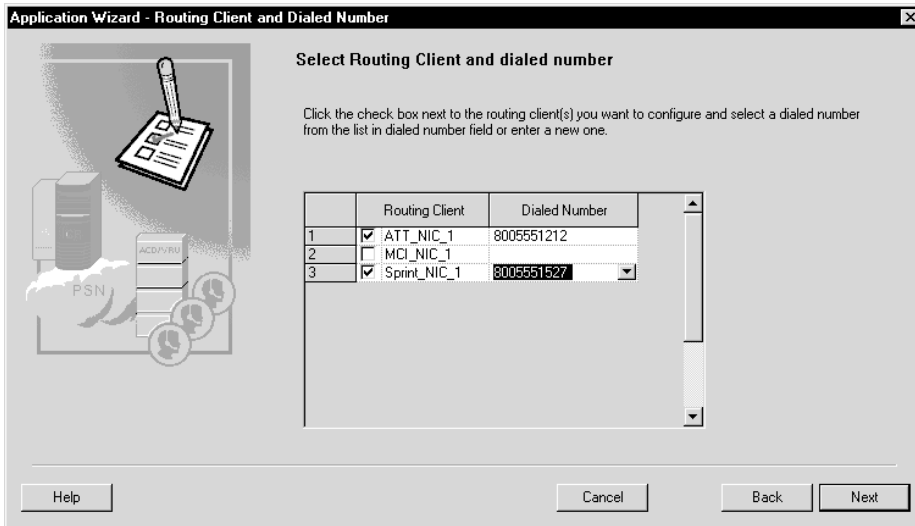 Application Wizard - Routing Client and Dialed Number
Select Routing Client and dialed number
Click the check box next to the routing client(s) you want to configure and select a dialed number
from the list in dialed number field or enter a new one.
Routing Client Dialed Number
1 ATT_NIC_1 8005551212
2 MCI_NIC_1
3 Sprint_NIC_1 8005551527
ACD/VRU
PSN
Help Cancel Back Next